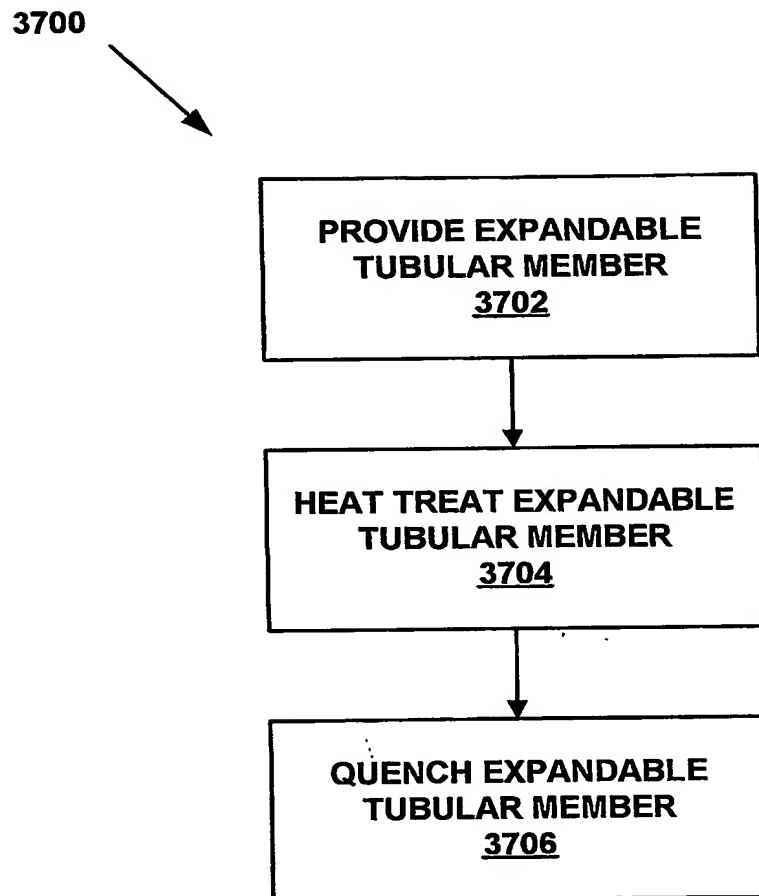 3700
PROVIDE EXPANDABLE
TUBULAR MEMBER
3702
HEAT TREAT EXPANDABLE
TUBULAR MEMBER
3704
QUENCH EXPANDABLE
TUBULAR MEMBER
3706